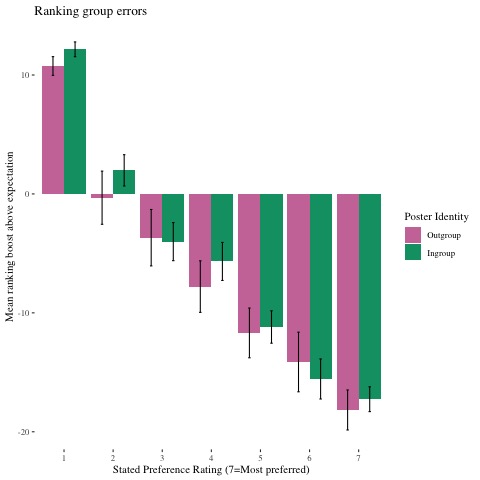 Ranking group errors
Mean ranking boost above expectation
10
0
-10
-20
1 2 3 4 5 6 7
Stated Preference Rating (7=Most preferred)
Poster Identity
Outgroup
Ingroup